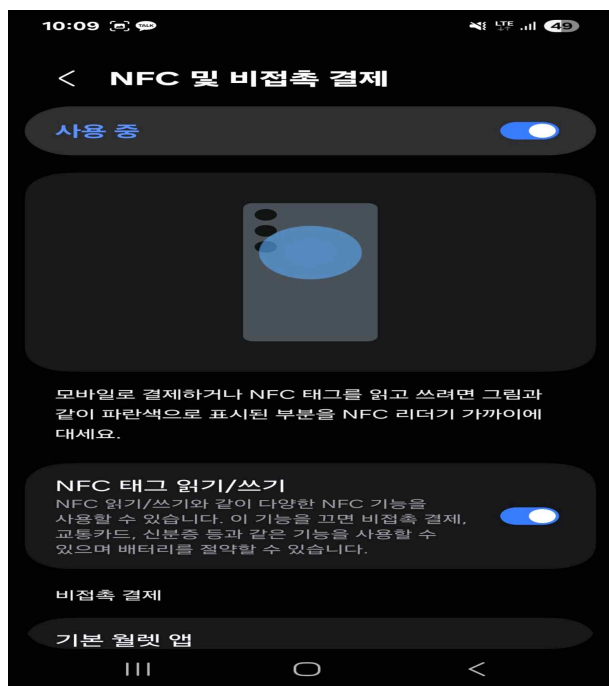 10:09 TALK LTE 49
NFC 및 비접촉 결제
사용 중
모바일로 결제하거나 NFC 태그를 읽고 쓰려면 그림과
같이 파란색으로 표시된 부분을 NFC 리더기 가까이에
대세요.
NFC 태그 읽기/쓰기
NFC 읽기/쓰기와 같이 다양한 NFC 기능을
사용할 수 있습니다. 이 기능을 끄면 비접촉 결제,
교통카드, 신분증 등과 같은 기능을 사용할 수
있으며 배터리를 절약할 수 있습니다.
비접촉 결제
기본 월렛 앱